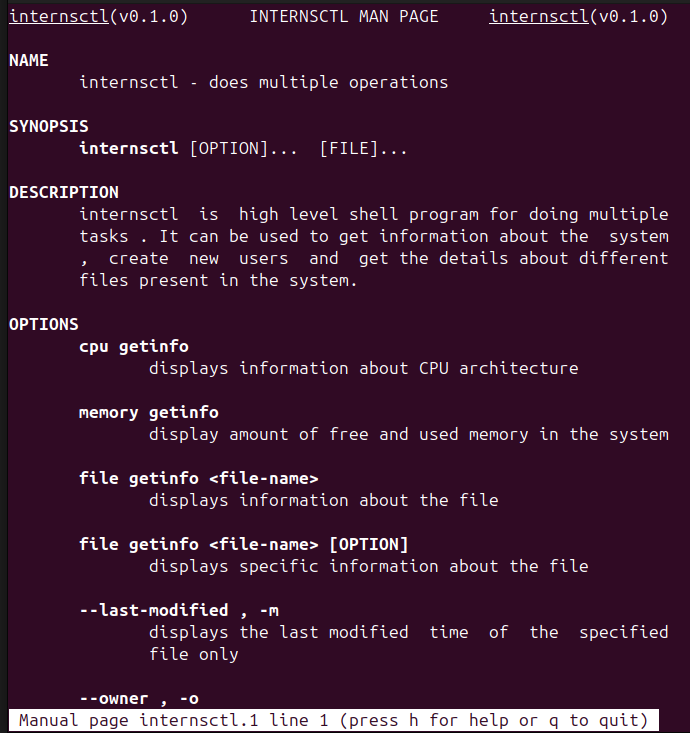 internsctl(v0.1.0) INTERNSCTL MAN PAGE internsctl(v0.1.0)
NAME
internsctl - does multiple operations
SYNOPSIS
internsctl [OPTION]... [FILE]...
DESCRIPTION
internsctl is high level shell program for doing multiple
tasks . It can be used to get information about the system
, create new users and get the details about different
files present in the system.
OPTIONS
cpu getinfo
displays information about CPU architecture
memory getinfo
display amount of free and used memory in the system
file getinfo <file-name>
displays information about the file
file getinfo <file-name> [OPTION]
displays specific information about the file
--last-modified , -m
displays the last modified time of the specified
file only
--owner , -o
Manual page internsctl.1 line 1 (press h for help or q to quit)